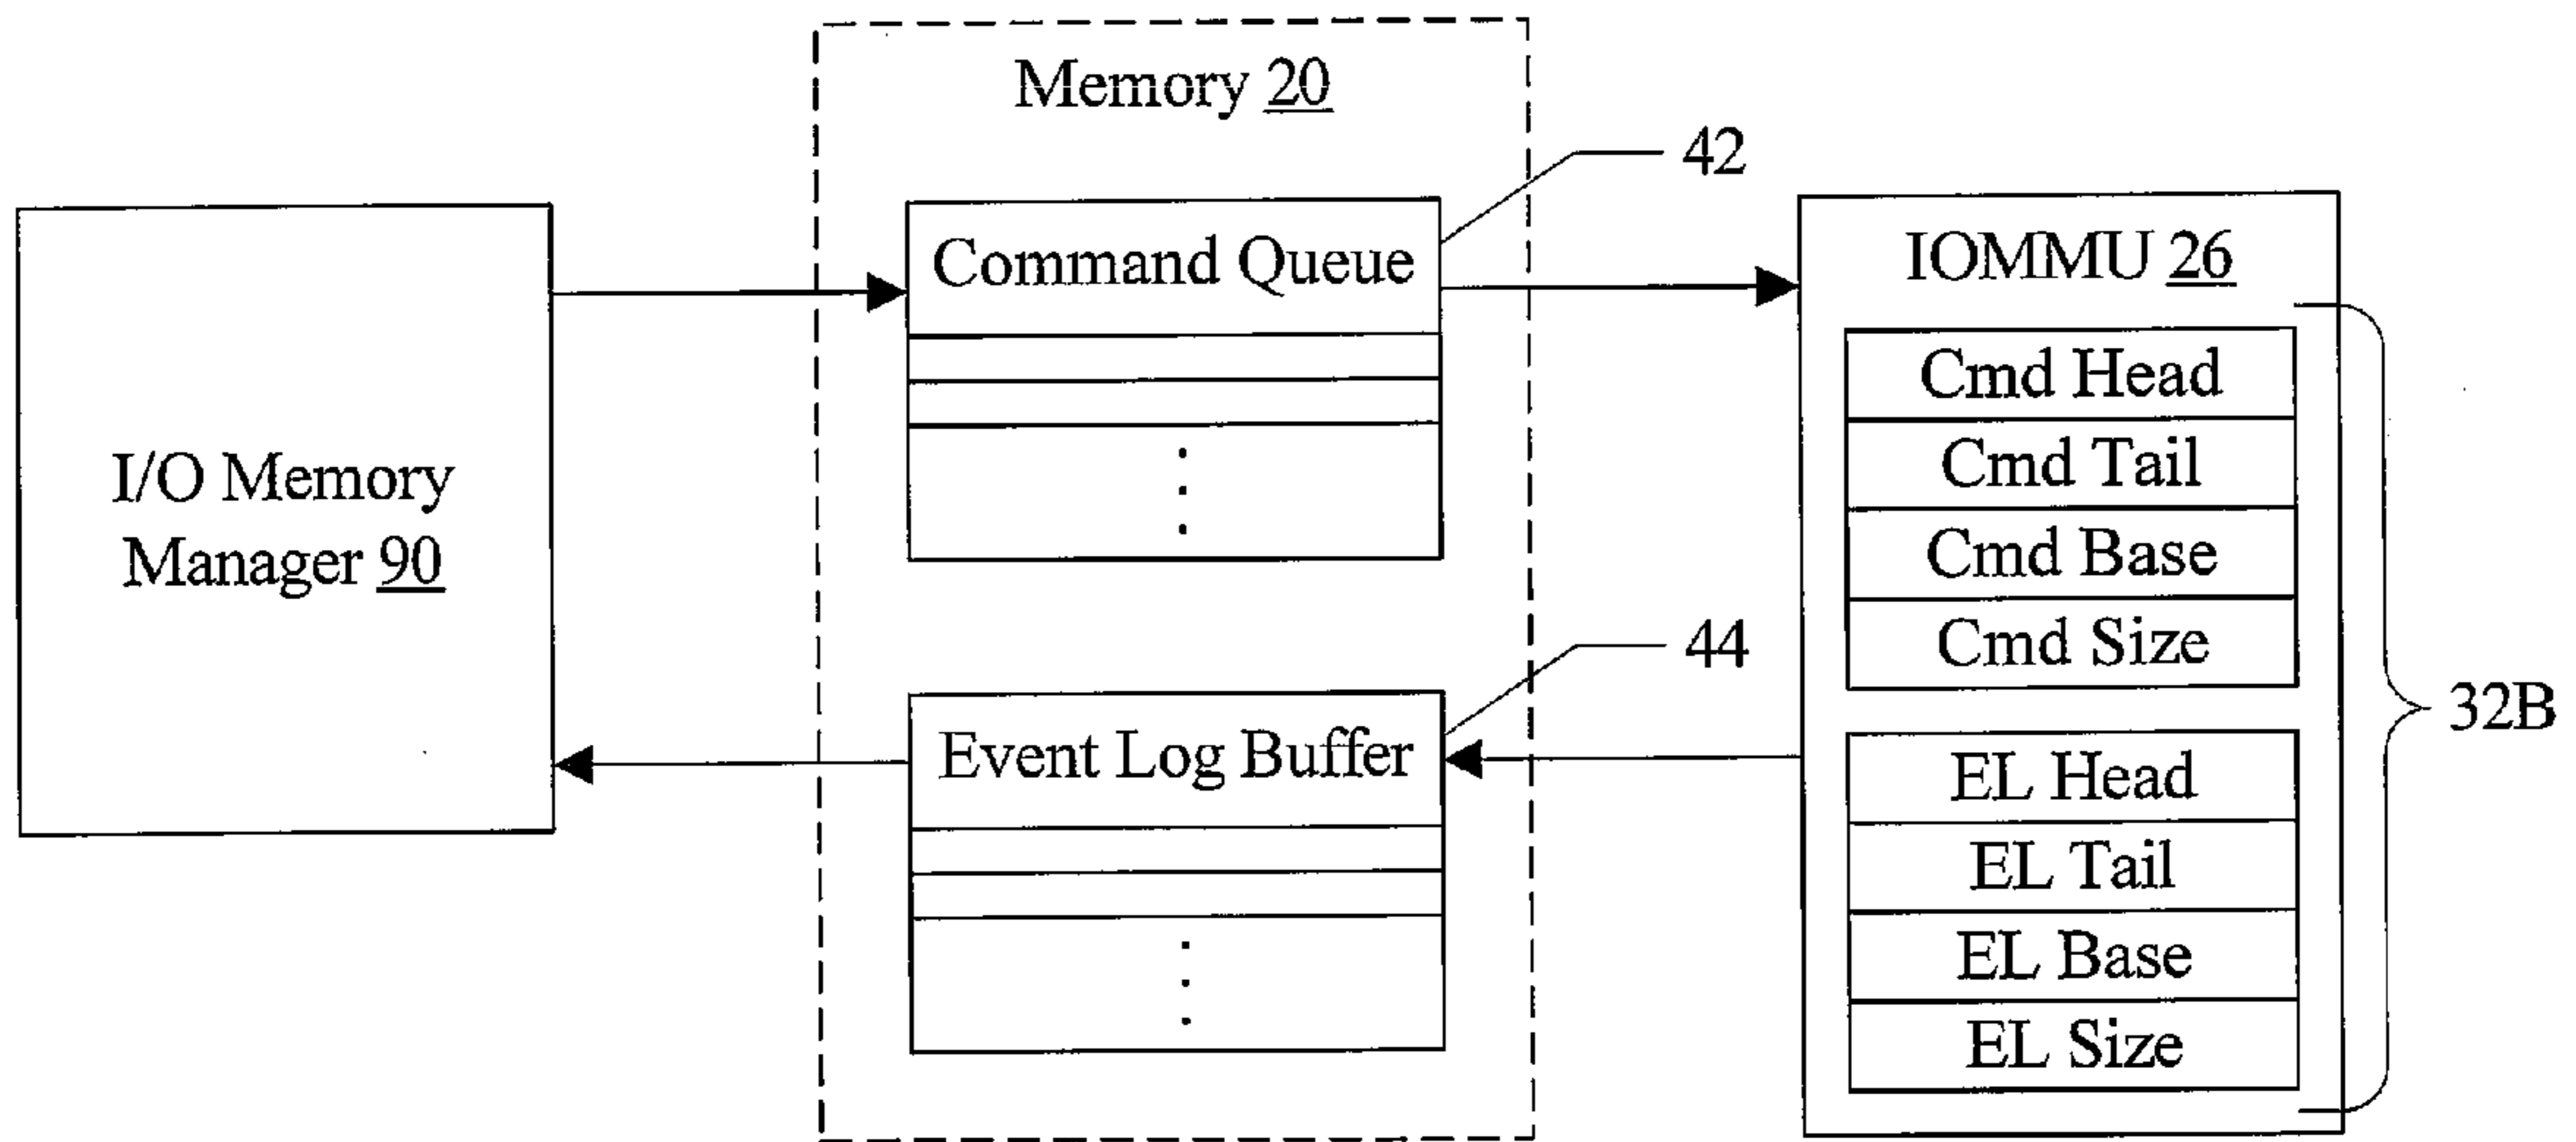 Memory 20
42
Command Queue
IOMMU 26
Cmd Head
Cmd Tail
Cmd Base
Cmd Size
I/O Memory
Manager 90
44
Event Log Buffer
EL Head
EL Tail
EL Base
EL Size
32B